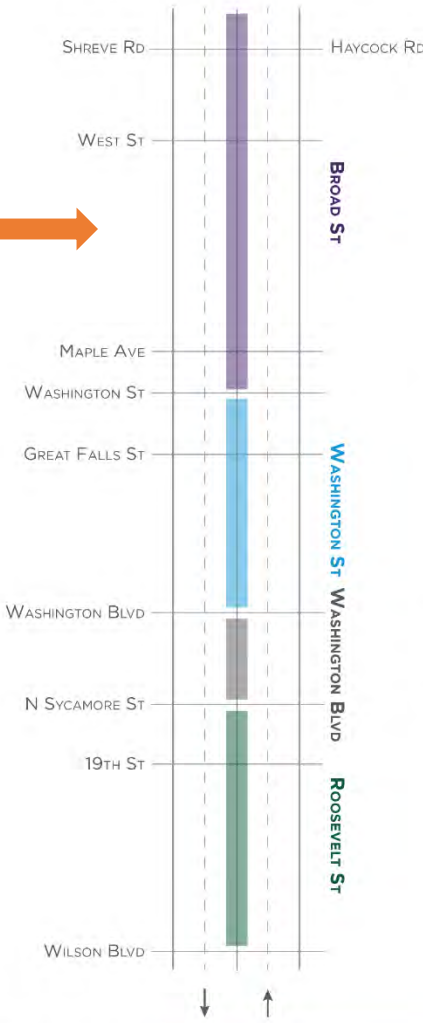 SHREVE RD
HAYCOCK RD
WEST ST
BROAD ST
MAPLE AVE
WASHINGTON ST
GREAT FALLS ST
WASHINGTON ST
WASHINGTON BLVD
WASHINGTON BLVD
N SYCAMORE ST
19TH ST
ROOSEVELT ST
WILSON BLVD